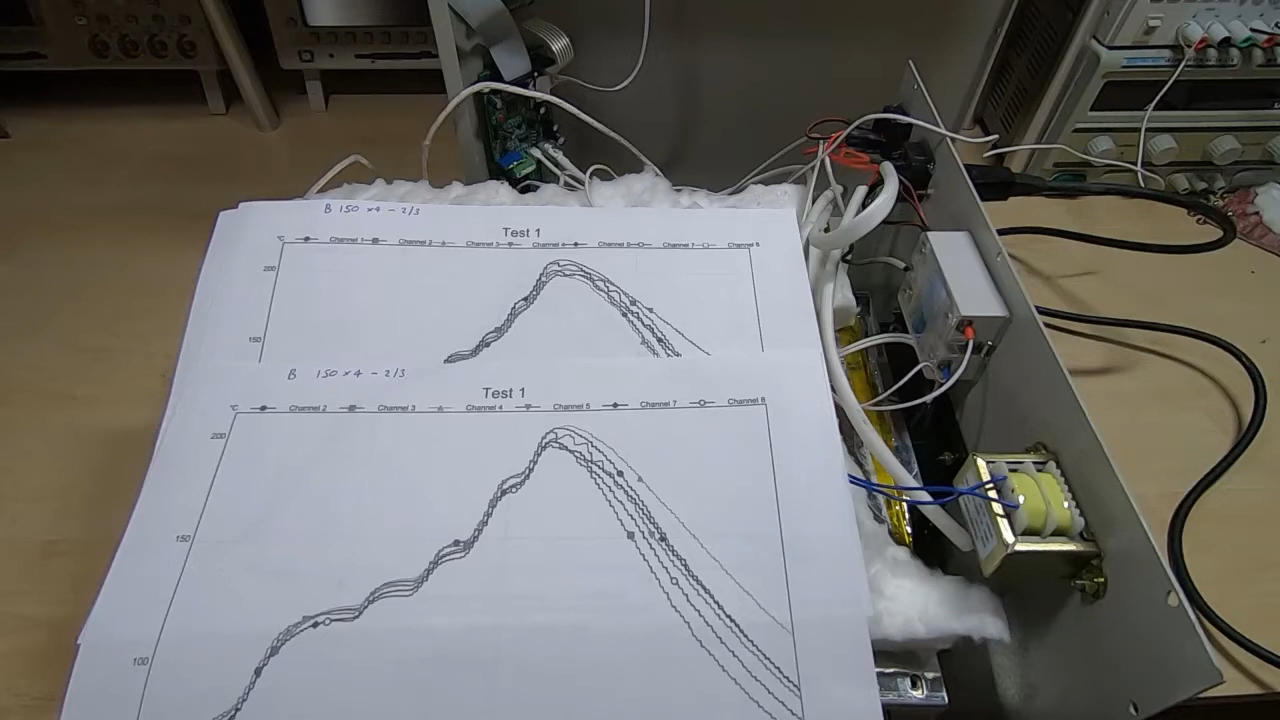 B 150 x4 - 2/3
Test 1
°C Channel 1 Channel 2 Channel 3 Channel 4 Channel 5 Channel 7 Channel 8
200
150
B 150 x4 - 2/3
Test 1
°C Channel 2 Channel 3 Channel 4 Channel 5 Channel 7 Channel 8
200
150
100